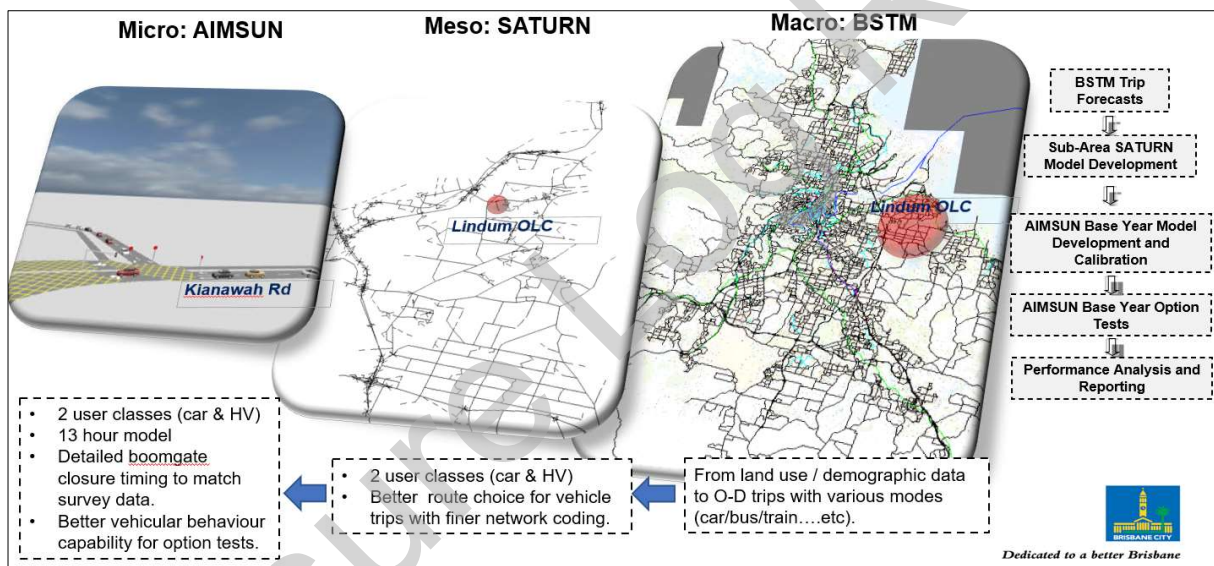 Micro: AIMSUN
Meso: SATURN
Macro: BSTM
Kianawah Rd
Lindum OLC
Lindum OLC
BSTM Trip
Forecasts
Sub-Area SATURN
Model Development
AIMSUN Base Year Model
Development and
Calibration
AIMSUN Base Year Option
Tests
Performance Analysis and
Reporting
• 2 user classes (car & HV)
• 13 hour model
• Detailed boomgate
closure timing to match
survey data.
• Better vehicular behaviour
capability for option tests.
• 2 user classes (car & HV)
• Better route choice for vehicle
trips with finer network coding.
From land use / demographic data
to O-D trips with various modes
(car/bus/train….etc).
BRISBANE CITY
Dedicated to a better Brisbane